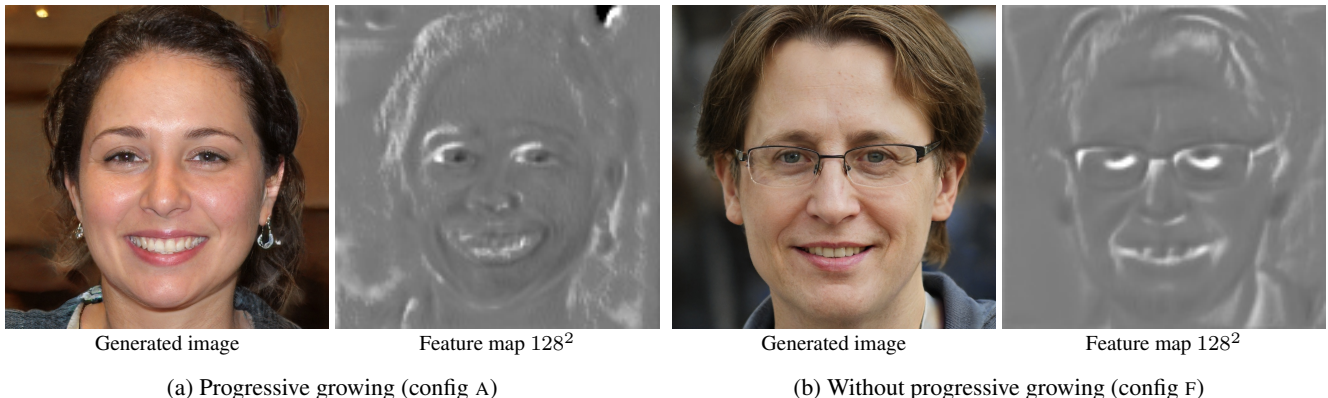 Generated image
Feature map 128²
Generated image
Feature map 128²
(a) Progressive growing (config A)
(b) Without progressive growing (config F)